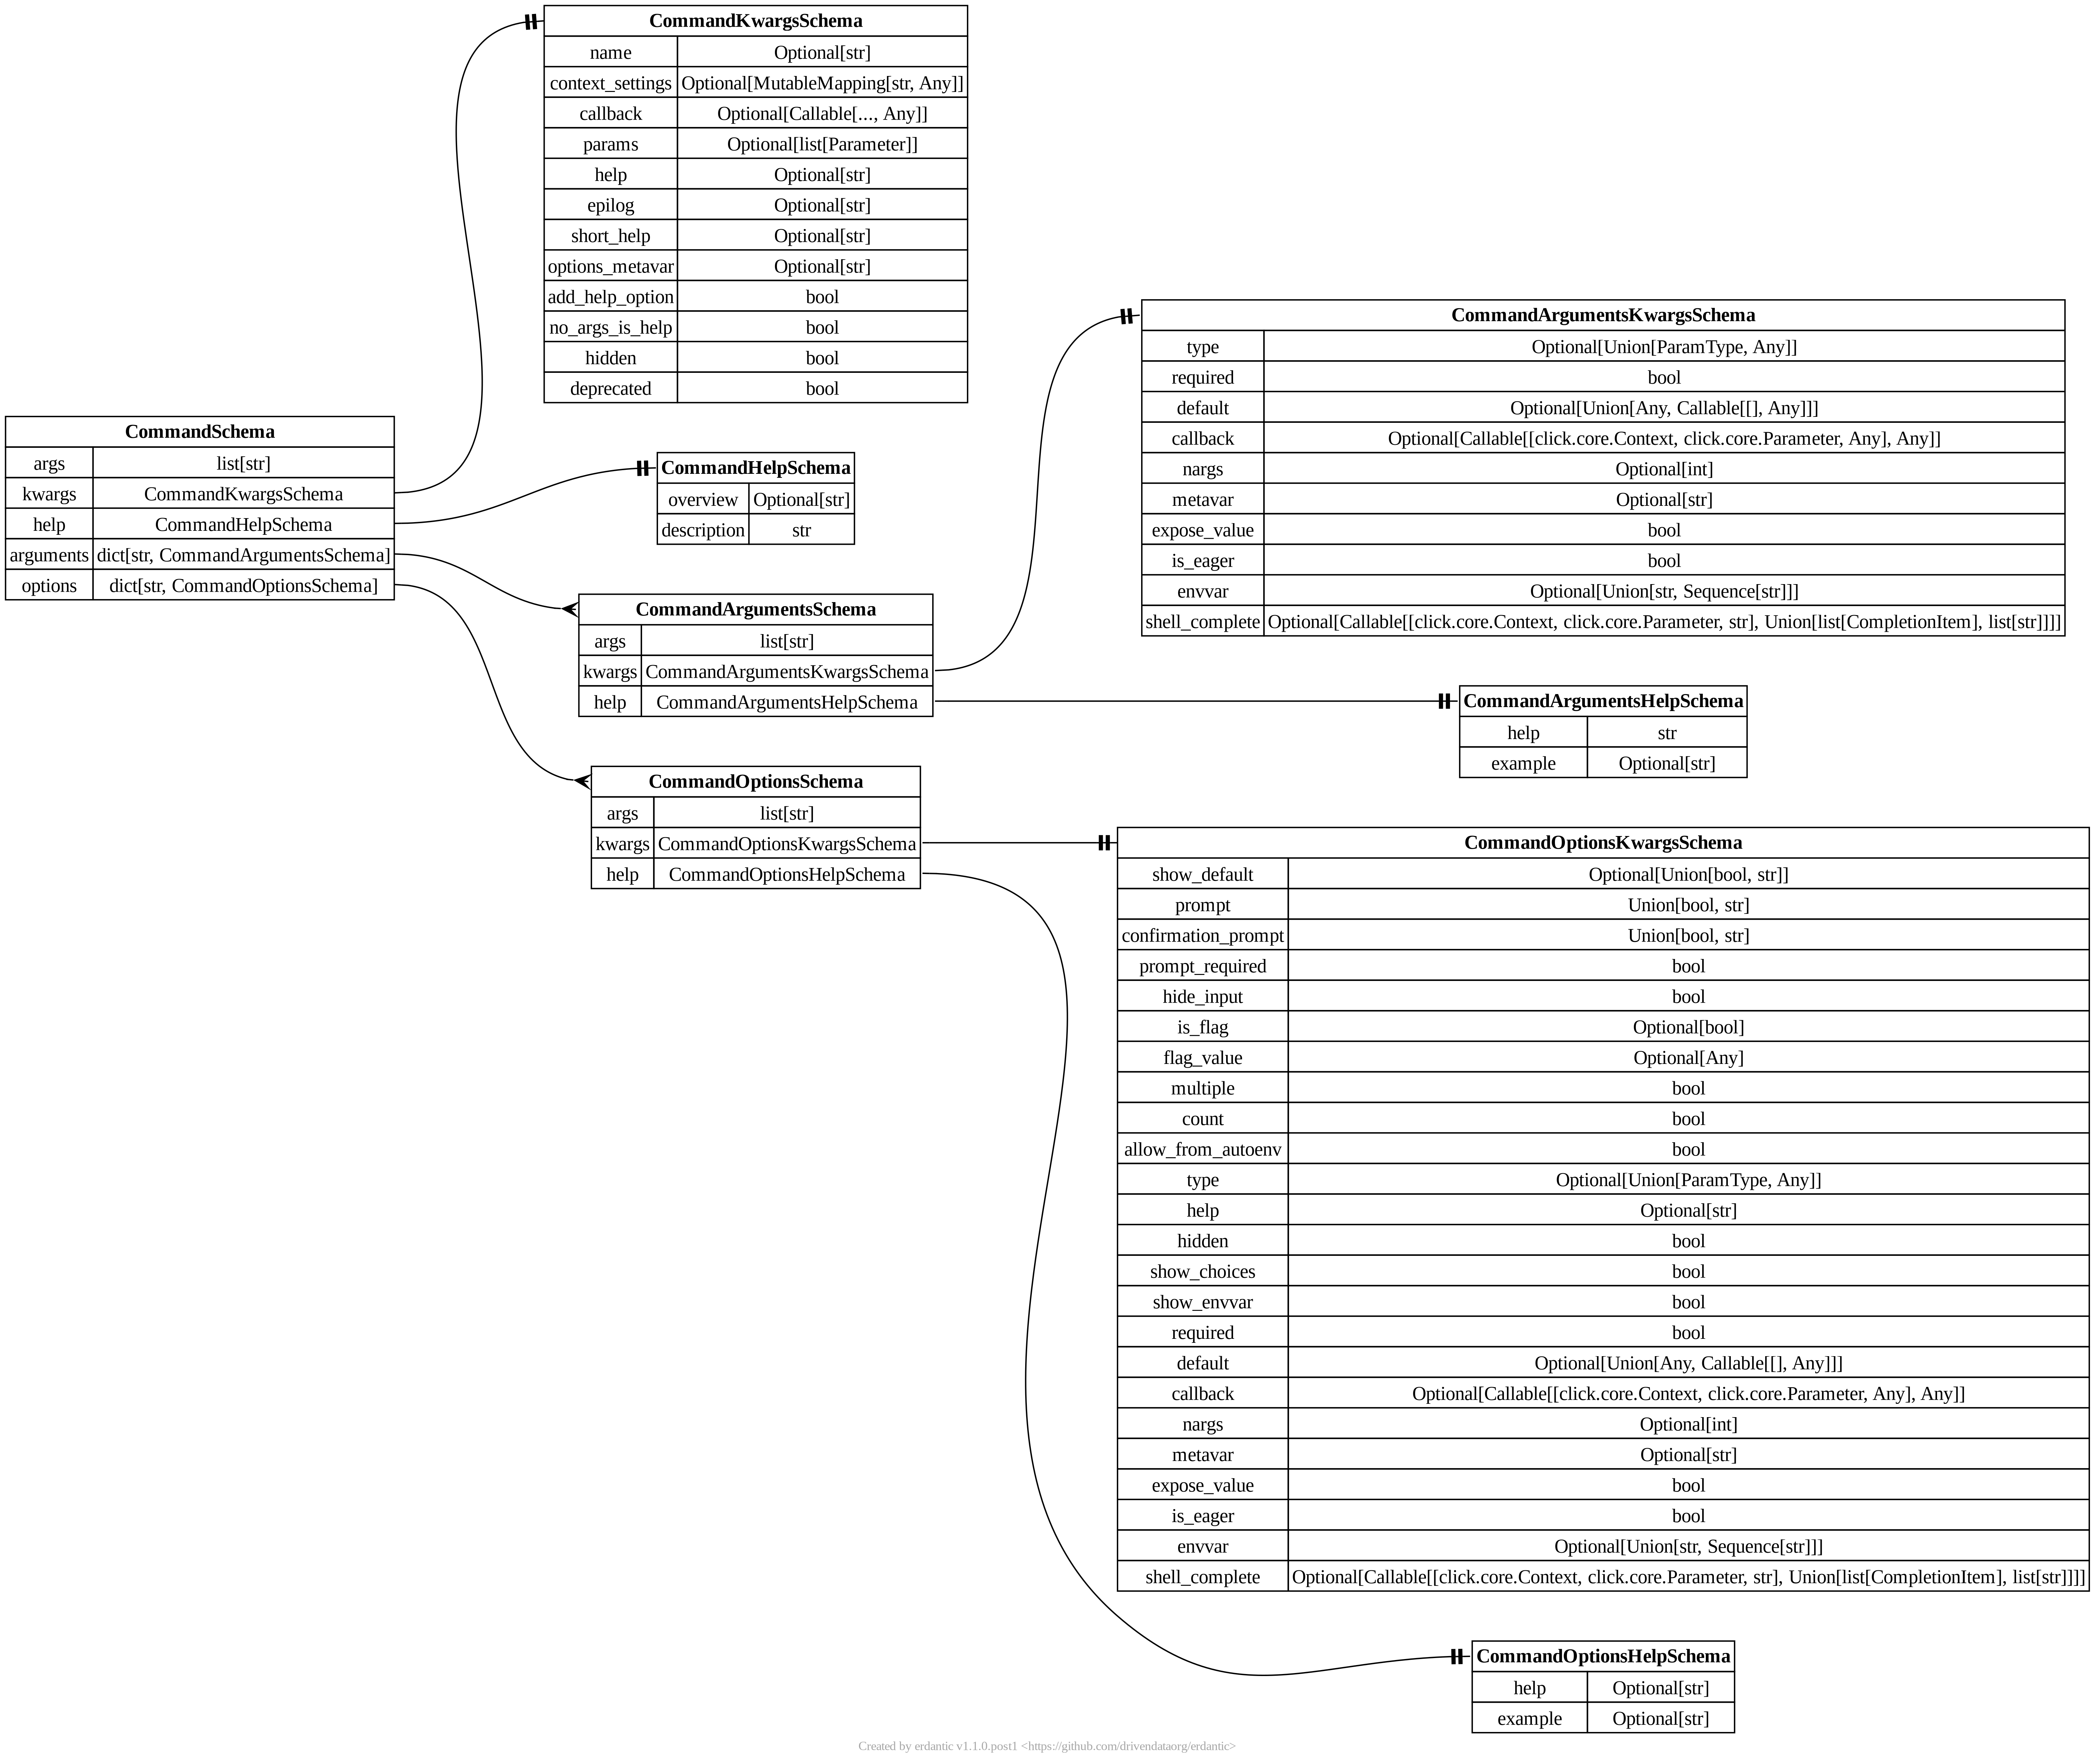 CommandKwargsSchema
name Optional[str]
context_settings Optional[MutableMapping[str, Any]]
callback Optional[Callable[..., Any]]
params Optional[list[Parameter]]
help Optional[str]
epilog Optional[str]
short_help Optional[str]
options_metavar Optional[str]
add_help_option bool
no_args_is_help bool
hidden bool
deprecated bool
CommandSchema
args list[str]
kwargs CommandKwargsSchema
help CommandHelpSchema
arguments dict[str, CommandArgumentsSchema]
options dict[str, CommandOptionsSchema]
CommandHelpSchema
overview Optional[str]
description str
CommandArgumentsSchema
args list[str]
kwargs CommandArgumentsKwargsSchema
help CommandArgumentsHelpSchema
CommandOptionsSchema
args list[str]
kwargs CommandOptionsKwargsSchema
help CommandOptionsHelpSchema
CommandArgumentsKwargsSchema
type Optional[Union[ParamType, Any]]
required bool
default Optional[Union[Any, Callable[[], Any]]]
callback Optional[Callable[[click.core.Context, click.core.Parameter, Any], Any]]
nargs Optional[int]
metavar Optional[str]
expose_value bool
is_eager bool
envvar Optional[Union[str, Sequence[str]]]
shell_complete Optional[Callable[[click.core.Context, click.core.Parameter, str], Union[list[CompletionItem], list[str]]]]
CommandArgumentsHelpSchema
help str
example Optional[str]
CommandOptionsKwargsSchema
show_default Optional[Union[bool, str]]
prompt Union[bool, str]
confirmation_prompt Union[bool, str]
prompt_required bool
hide_input bool
is_flag Optional[bool]
flag_value Optional[Any]
multiple bool
count bool
allow_from_autoenv bool
type Optional[Union[ParamType, Any]]
help Optional[str]
hidden bool
show_choices bool
show_envvar bool
required bool
default Optional[Union[Any, Callable[[], Any]]]
callback Optional[Callable[[click.core.Context, click.core.Parameter, Any], Any]]
nargs Optional[int]
metavar Optional[str]
expose_value bool
is_eager bool
envvar Optional[Union[str, Sequence[str]]]
shell_complete Optional[Callable[[click.core.Context, click.core.Parameter, str], Union[list[CompletionItem], list[str]]]]
CommandOptionsHelpSchema
help Optional[str]
example Optional[str]
Created by erdantic v1.1.0.post1 <https://github.com/drivendataorg/erdantic>